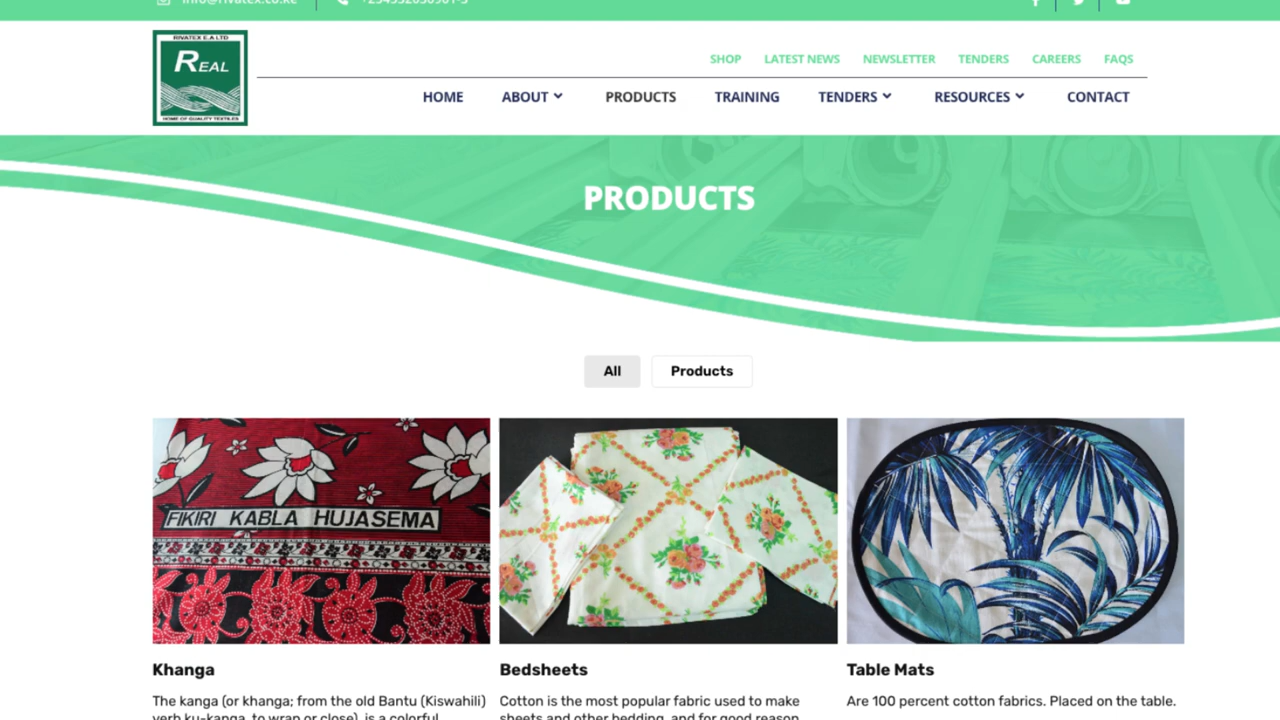 info@rivatex.co.ke
RIVATEX E.A LTD
REAL
HOME OF QUALITY TEXTILES
SHOP LATEST NEWS NEWSLETTER TENDERS CAREERS FAQS
HOME ABOUT PRODUCTS TRAINING TENDERS RESOURCES CONTACT
PRODUCTS
All Products
FIKIRI KABLA HUJASEMA
Khanga Bedsheets Table Mats
The kanga (or khanga; from the old Bantu (Kiswahili) Cotton is the most popular fabric used to make Are 100 percent cotton fabrics. Placed on the table.
verb ku-kanga, to wrap or close), is a colorful sheets and other bedding, and for good reason.